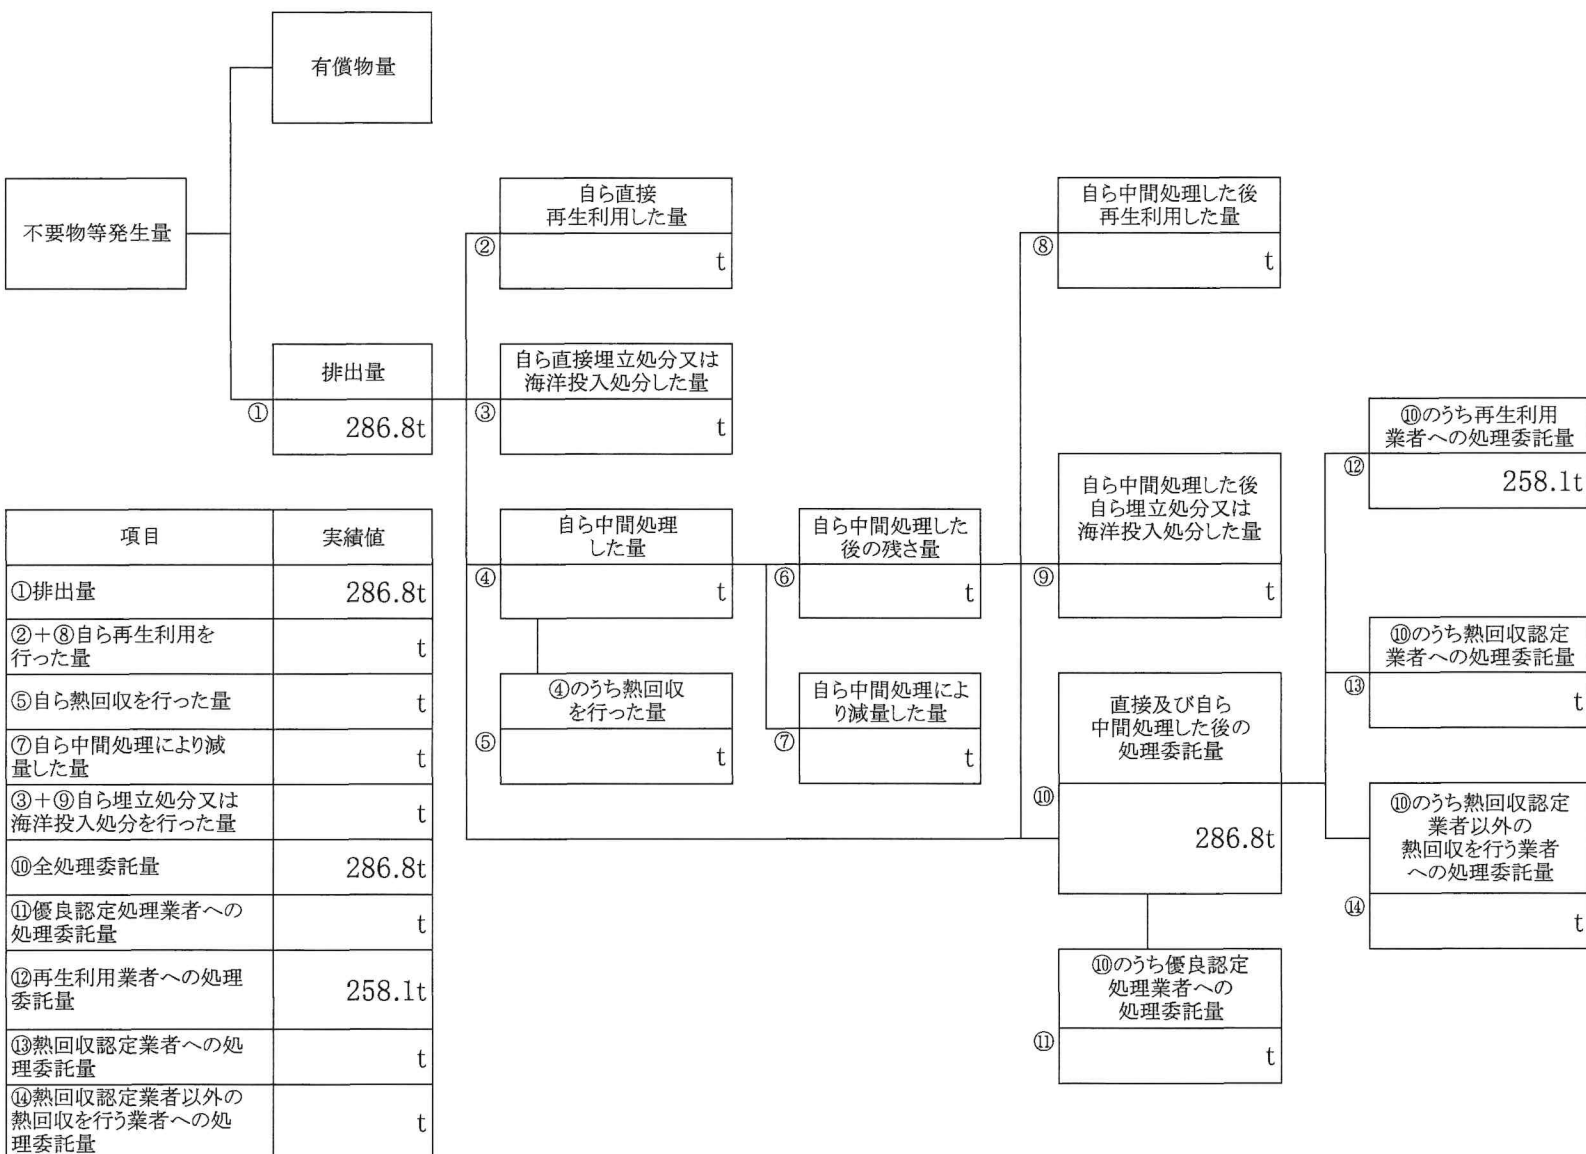 有償物量
不要物等発生量
排出量
①
286.8t
自ら直接
再生利用した量
②
t
自ら直接埋立処分又は
海洋投入処分した量
③
t
自ら中間処理
した量
④
t
④のうち熱回収
を行った量
⑤
t
自ら中間処理した
後の残さ量
⑥
t
自ら中間処理によ
り減量した量
⑦
t
自ら中間処理した後
再生利用した量
⑧
t
自ら中間処理した後
自ら埋立処分又は
海洋投入処分した量
⑨
t
直接及び自ら
中間処理した後の
処理委託量
⑩
286.8t
⑩のうち優良認定
処理業者への
処理委託量
⑪
t
⑩のうち再生利用
業者への処理委託量
⑫
258.1t
⑩のうち熱回収認定
業者への処理委託量
⑬
t
⑩のうち熱回収認定
業者以外の
熱回収を行う業者
への処理委託量
⑭
t
項目 実績値
①排出量 286.8t
②+⑧自ら再生利用を
行った量 t
⑤自ら熱回収を行った量 t
⑦自ら中間処理により減
量した量 t
③+⑨自ら埋立処分又は
海洋投入処分を行った量 t
⑩全処理委託量 286.8t
⑪優良認定処理業者への
処理委託量 t
⑫再生利用業者への処理
委託量 258.1t
⑬熱回収認定業者への処
理委託量 t
⑭熱回収認定業者以外の
熱回収を行う業者への処
理委託量 t